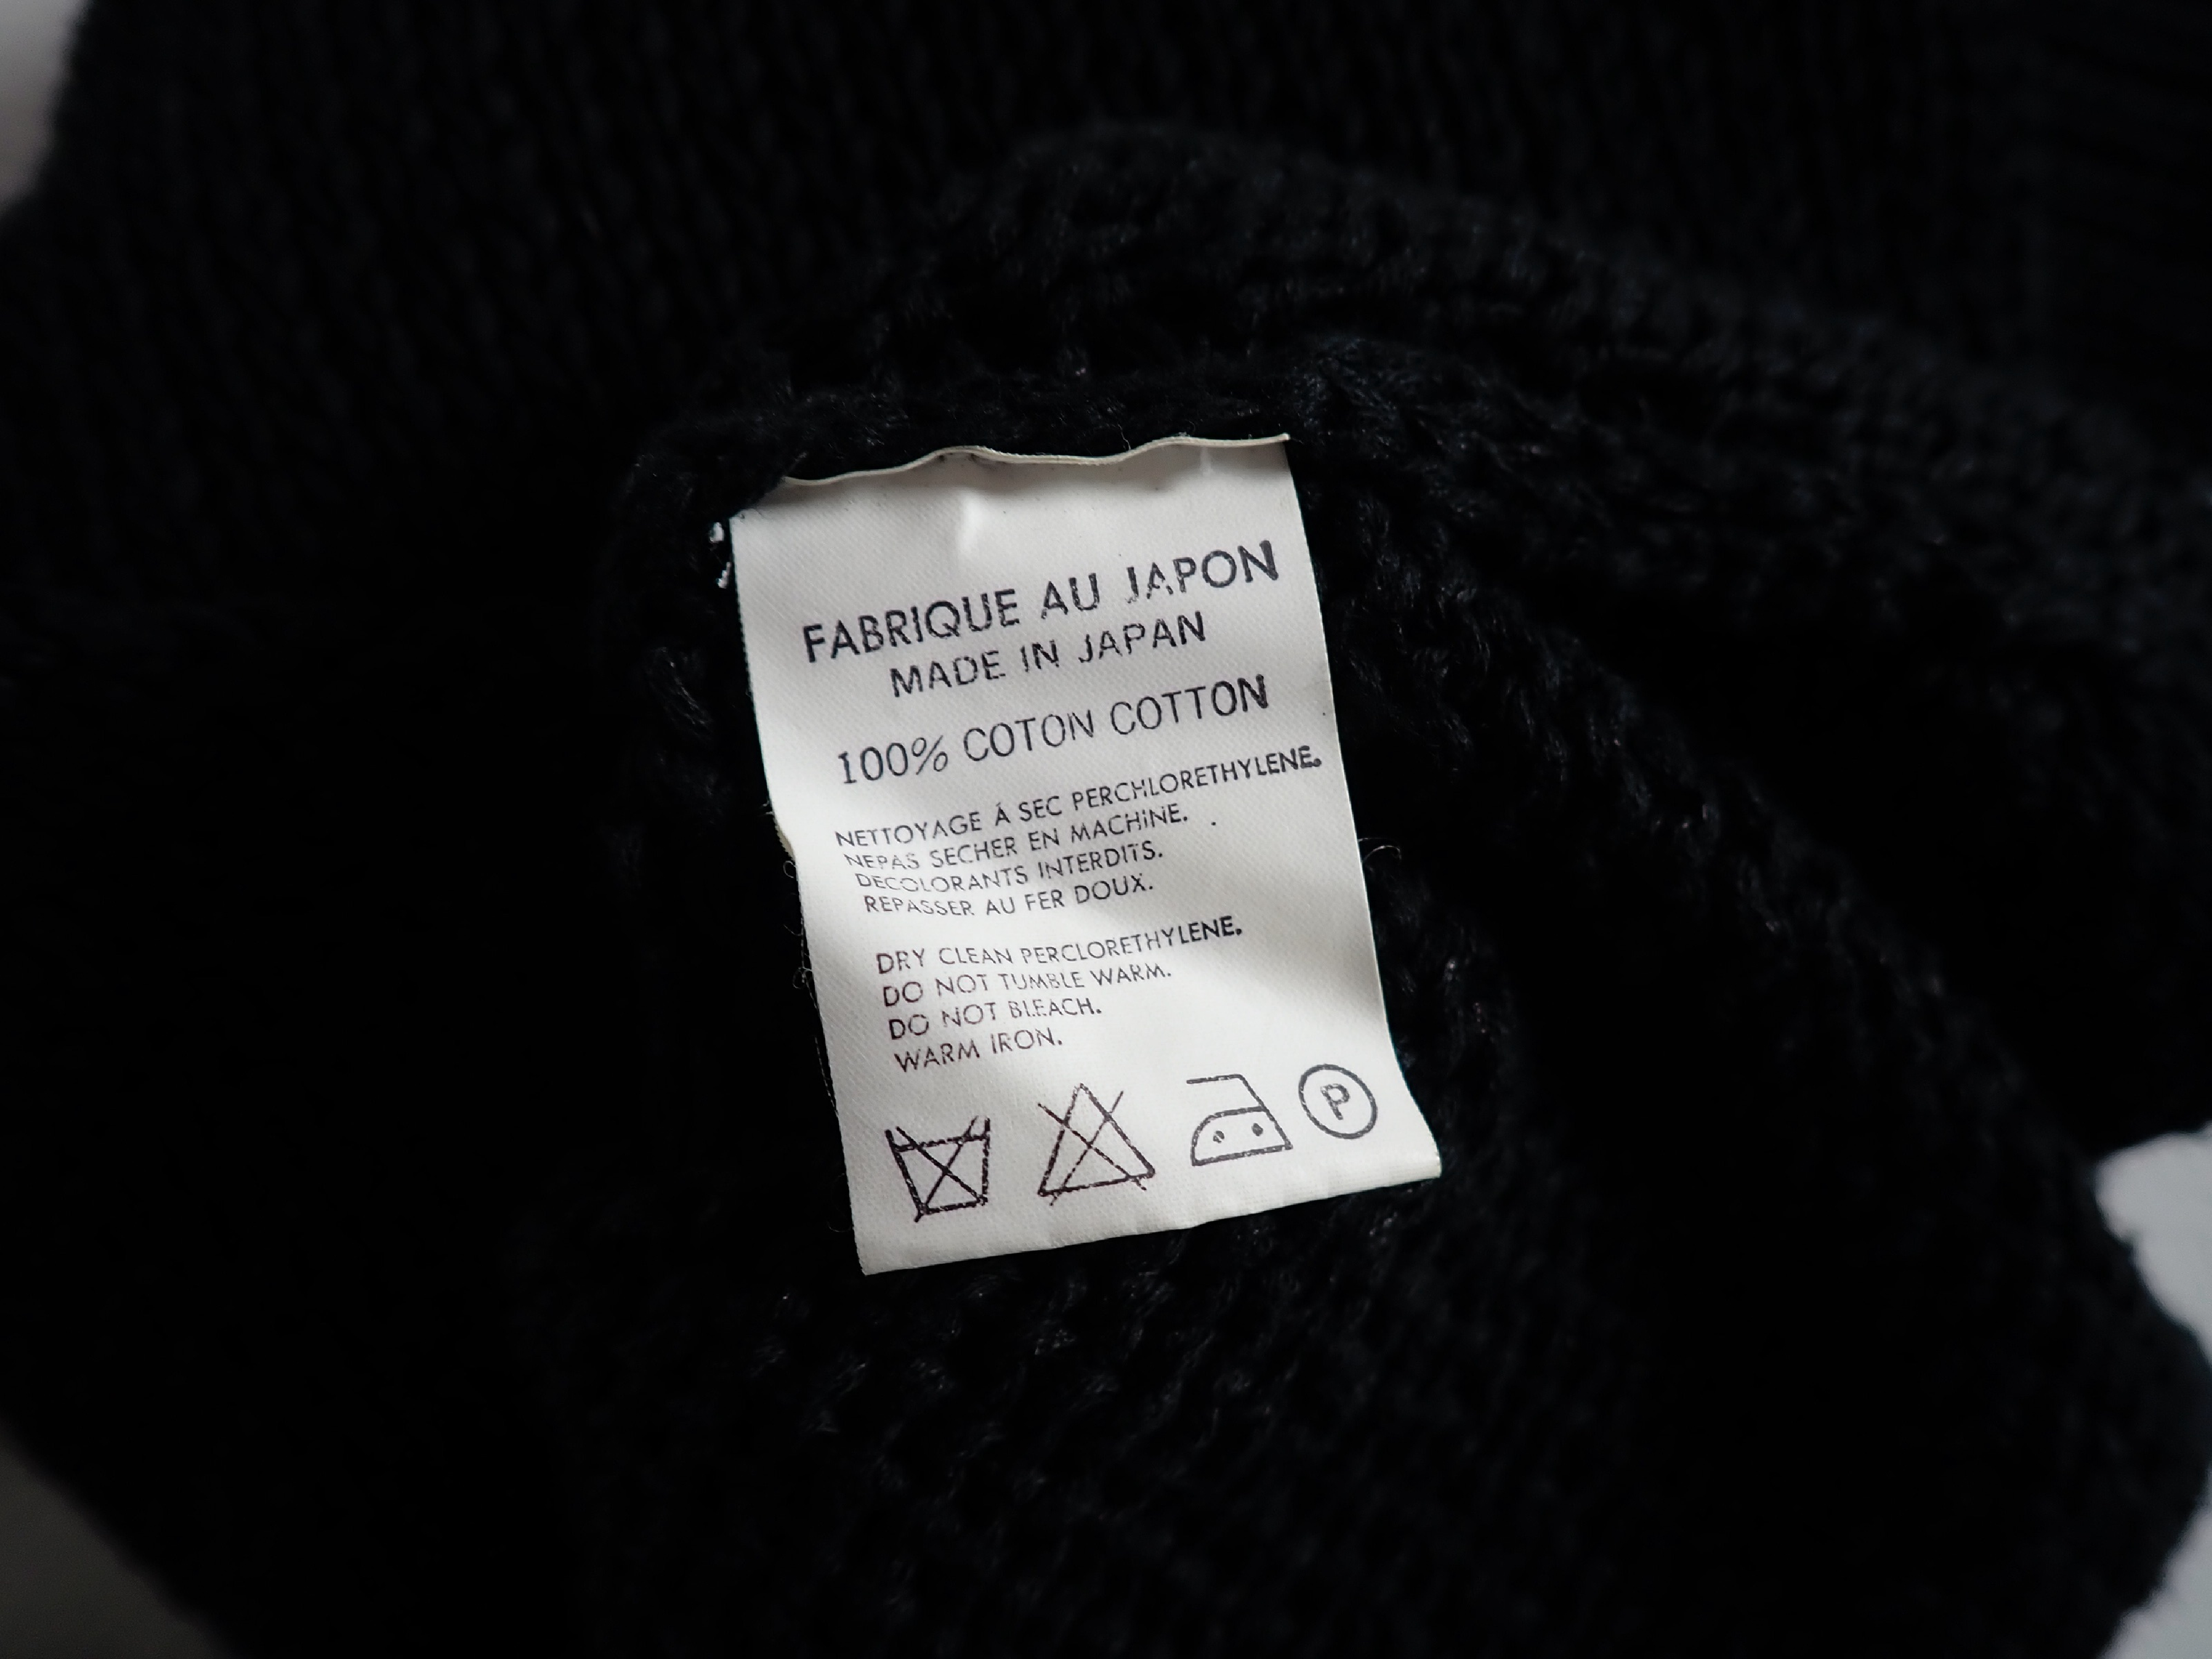 FABRIQUE AU JAPON
MADE IN JAPAN
100% COTON COTTON
NETTOYAGE Á SEC PERCHLORETHYLENE.
NEPAS SECHER EN MACHINE.
DECOLORANTS INTERDITS.
REPASSER AU FER DOUX.
DRY CLEAN PERCLORETHYLENE.
DO NOT TUMBLE WARM.
DO NOT BLEACH.
WARM IRON.
P